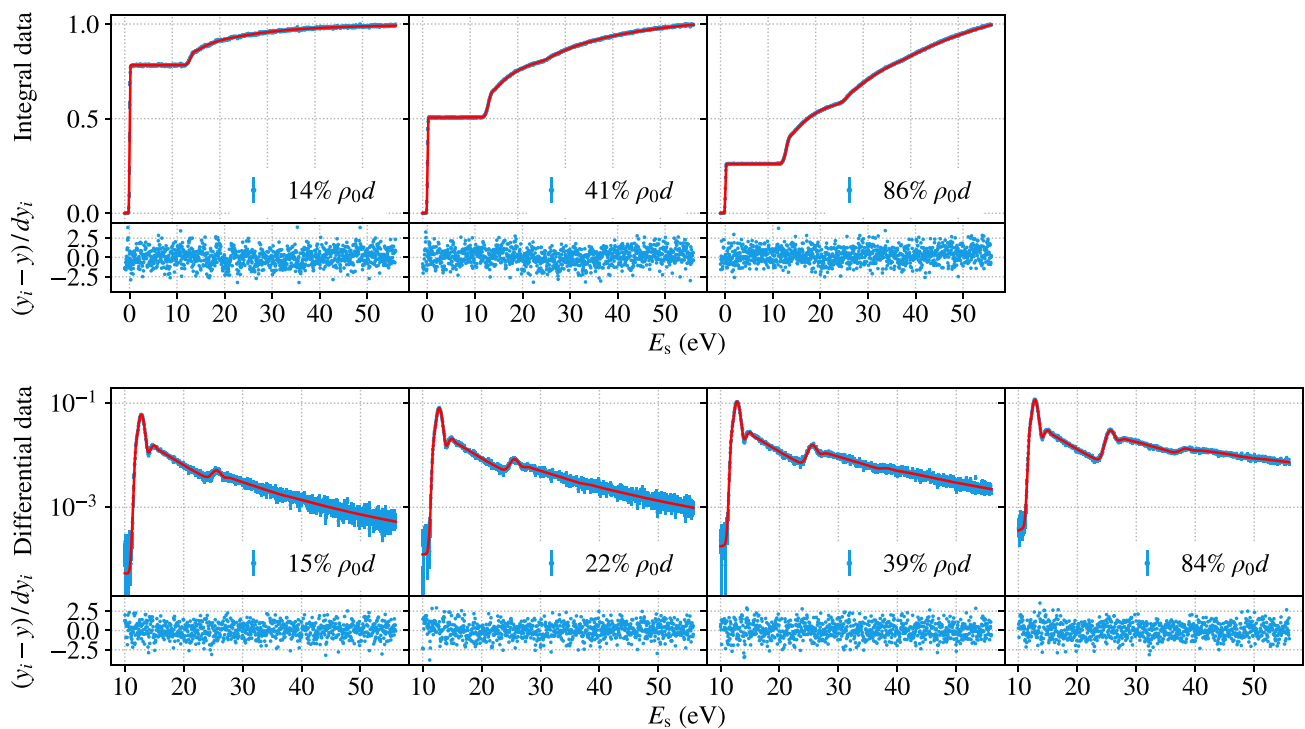 Integral data
1.0
0.5
0.0
14% ρ₀d
41% ρ₀d
86% ρ₀d
(yᵢ − y)/dyᵢ
2.5
0.0
−2.5
0 10 20 30 40 50
0 10 20 30 40 50
0 10 20 30 40 50
Eₛ (eV)
Differential data
10⁻¹
10⁻³
15% ρ₀d
22% ρ₀d
39% ρ₀d
84% ρ₀d
(yᵢ − y)/dyᵢ
2.5
0.0
−2.5
10 20 30 40 50
10 20 30 40 50
10 20 30 40 50
10 20 30 40 50
Eₛ (eV)